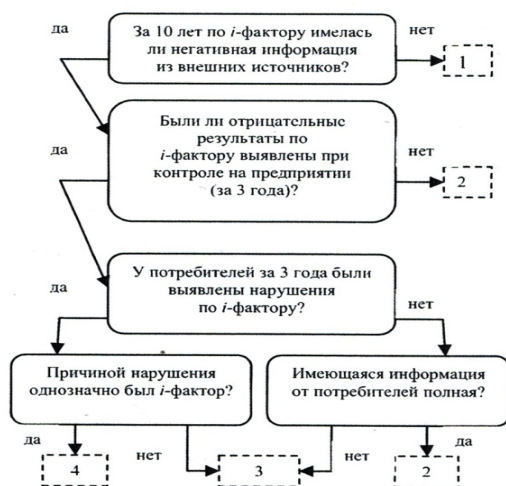 да
За 10 лет по i-фактору имелась
ли негативная информация
из внешних источников?
нет
1
да
Были ли отрицательные
результаты по
i-фактору выявлены при
контроле на предприятии
(за 3 года)?
нет
2
да
У потребителей за 3 года были
выявлены нарушения
по i-фактору?
нет
Причиной нарушения
однозначно был i-фактор?
Имеющаяся информация
от потребителей полная?
да
4
нет
3
нет
да
2